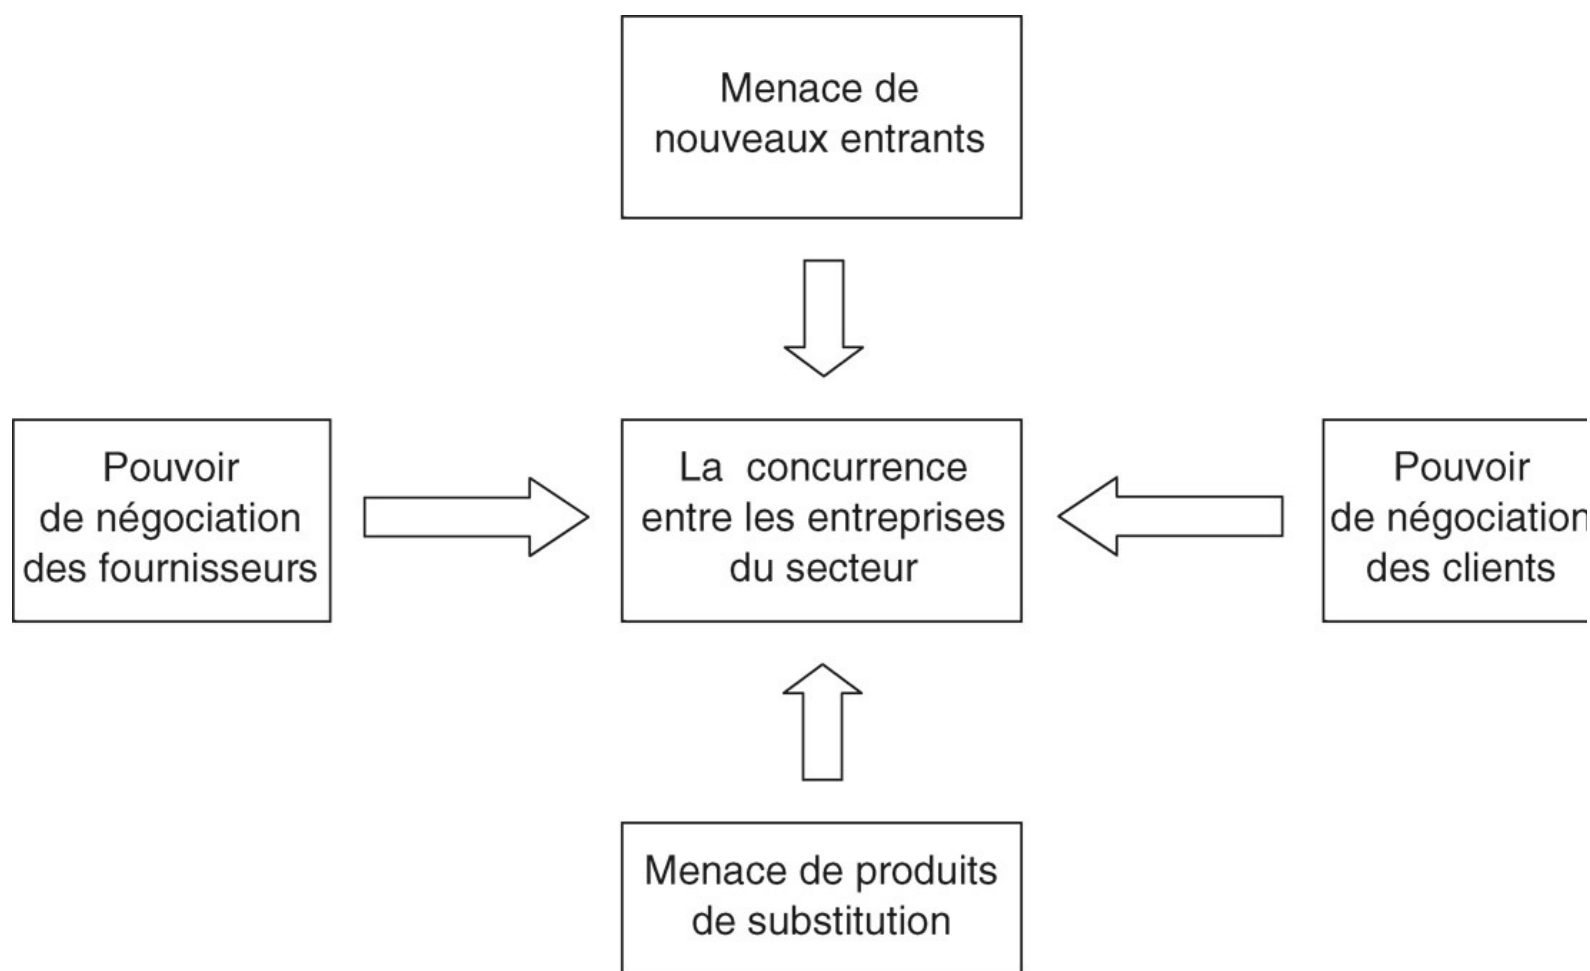 Menace de
nouveaux entrants
Pouvoir
de négociation
des fournisseurs
La concurrence
entre les entreprises
du secteur
Pouvoir
de négociation
des clients
Menace de produits
de substitution